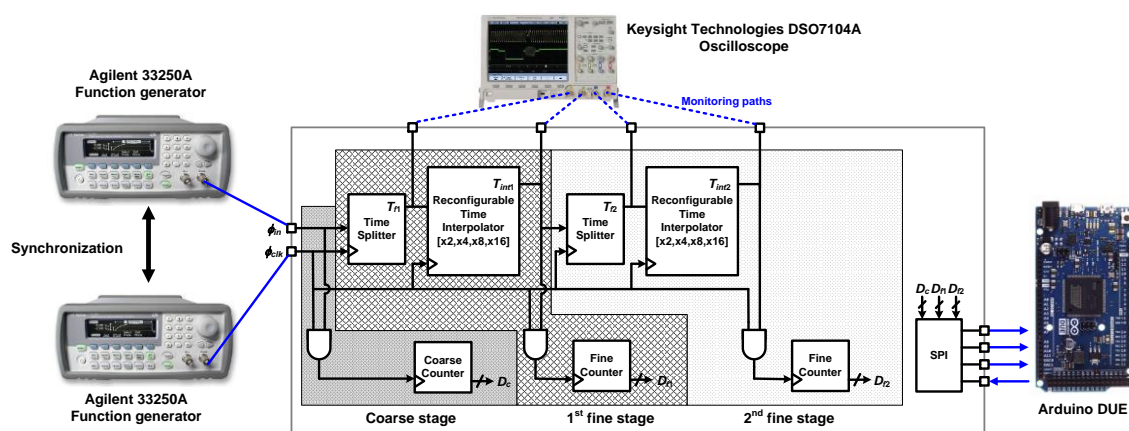 Keysight Technologies DSO7104A
Oscilloscope
Agilent 33250A
Function generator
Monitoring paths
Synchronization
ϕin
ϕclk
Tf1
Time
Splitter
Tint1
Reconfigurable
Time
Interpolator
[x2,x4,x8,x16]
Tf2
Time
Splitter
Tint2
Reconfigurable
Time
Interpolator
[x2,x4,x8,x16]
Coarse
Counter
Dc
Fine
Counter
Df1
Fine
Counter
Df2
Dc Df1 Df2
SPI
Coarse stage
1st fine stage
2nd fine stage
Agilent 33250A
Function generator
Arduino DUE